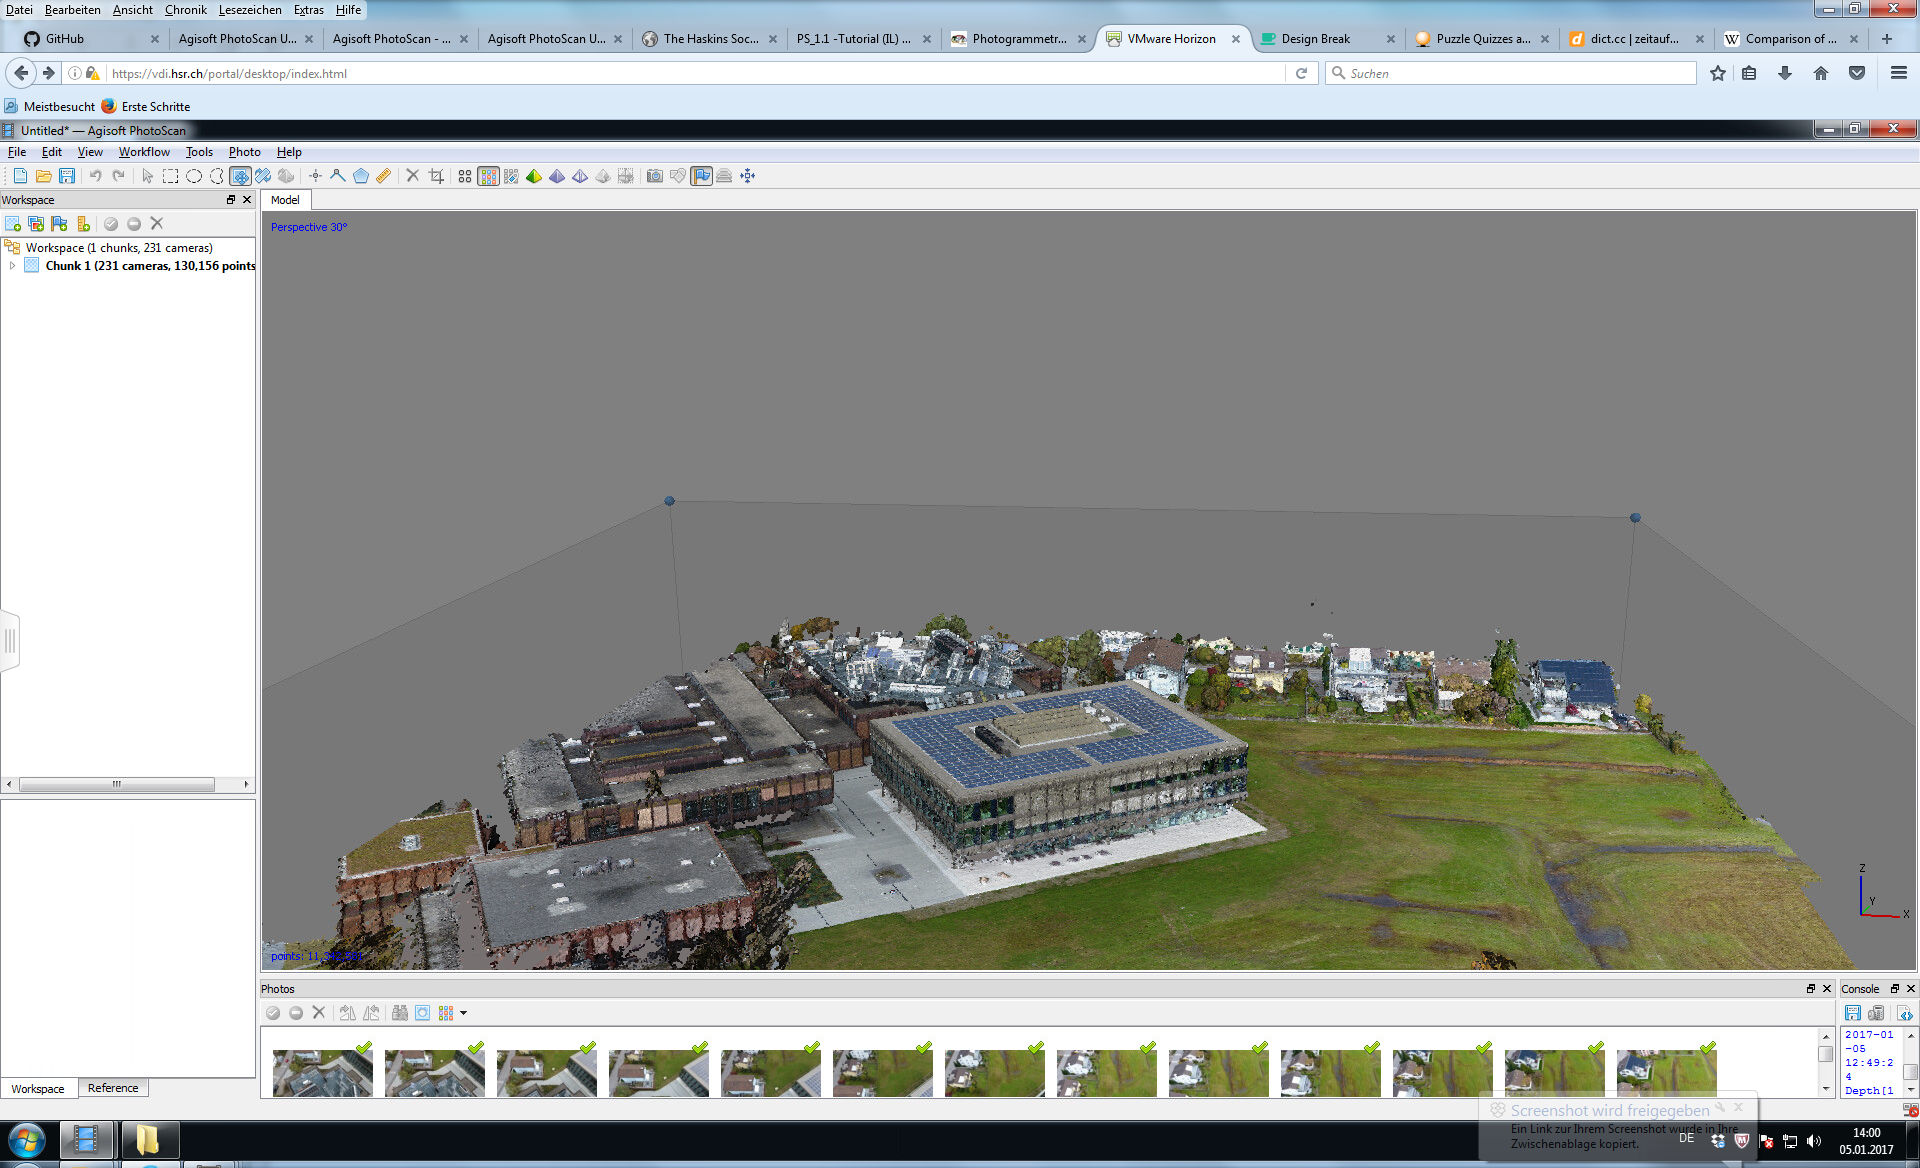 Datei Bearbeiten Ansicht Chronik Lesezeichen Extras Hilfe
GitHub
Agisoft PhotoScan U...
Agisoft PhotoScan - ...
Agisoft PhotoScan U...
The Haskins Soc...
PS_1.1 -Tutorial (IL) ...
Photogrammetr...
VMware Horizon
Design Break
Puzzle Quizzes a...
dict.cc | zeitauf...
Comparison of ...
https://vdi.hsr.ch/portal/desktop/index.html
Suchen
Meistbesucht Erste Schritte
Untitled* — Agisoft PhotoScan
File Edit View Workflow Tools Photo Help
Workspace
Model
Perspective 30°
Workspace (1 chunks, 231 cameras)
Chunk 1 (231 cameras, 130,156 points
Z
Y
X
Photos
Console
2017-01
-05
12:49:2
4
Depth[1
Workspace Reference
Screenshot wird freigegeben
Ein Link zur Ihrem Screenshot wurde in Ihre
Zwischenablage kopiert.
DE
14:00
05.01.2017